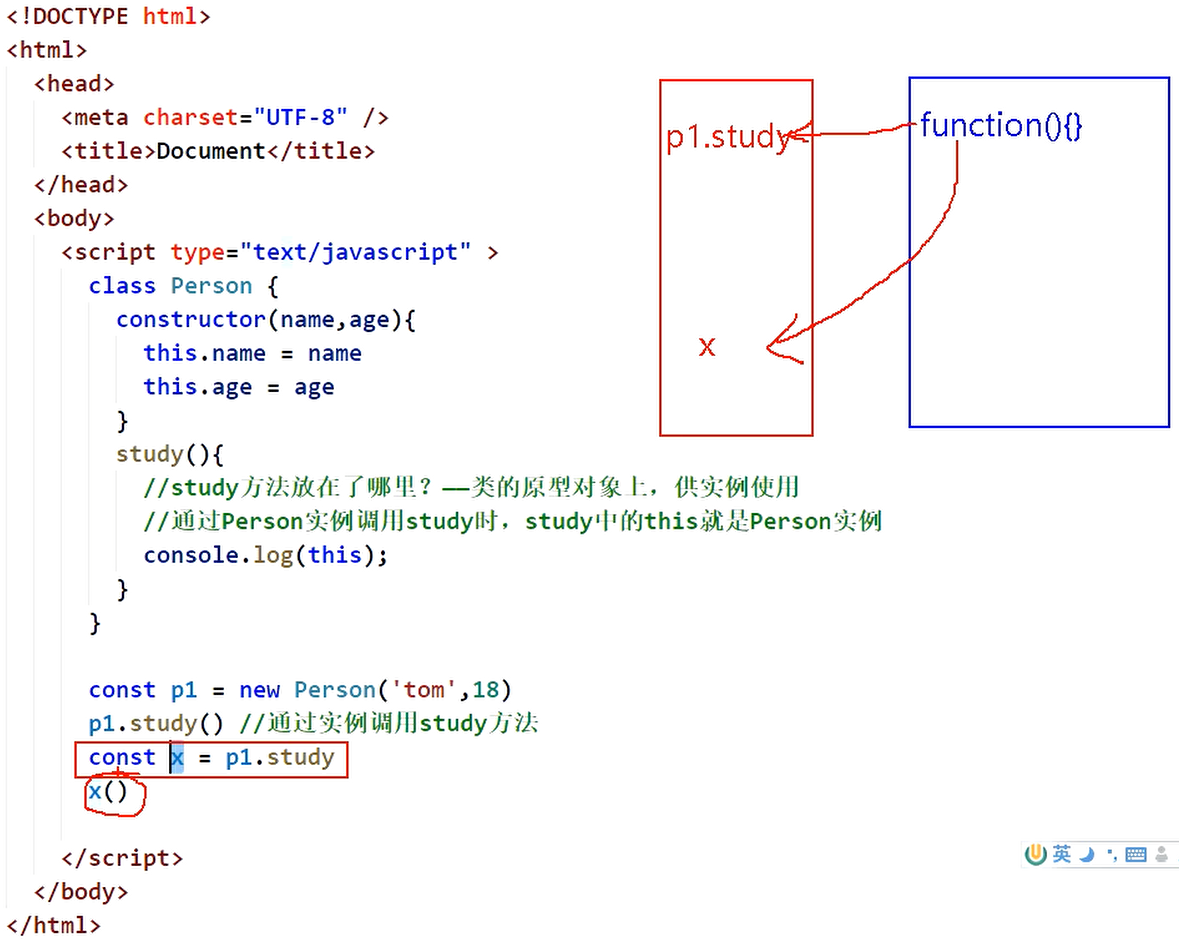 <!DOCTYPE html>
<html>
<head>
<meta charset="UTF-8" />
<title>Document</title>
</head>
<body>
<script type="text/javascript" >
class Person {
constructor(name,age){
this.name = name
this.age = age
}
study(){
//study方法放在了哪里？——类的原型对象上，供实例使用
//通过Person实例调用study时，study中的this就是Person实例
console.log(this);
}
}
const p1 = new Person('tom',18)
p1.study() //通过实例调用study方法
const x = p1.study
x()
</script>
</body>
</html>
p1.study
x
function(){}
英